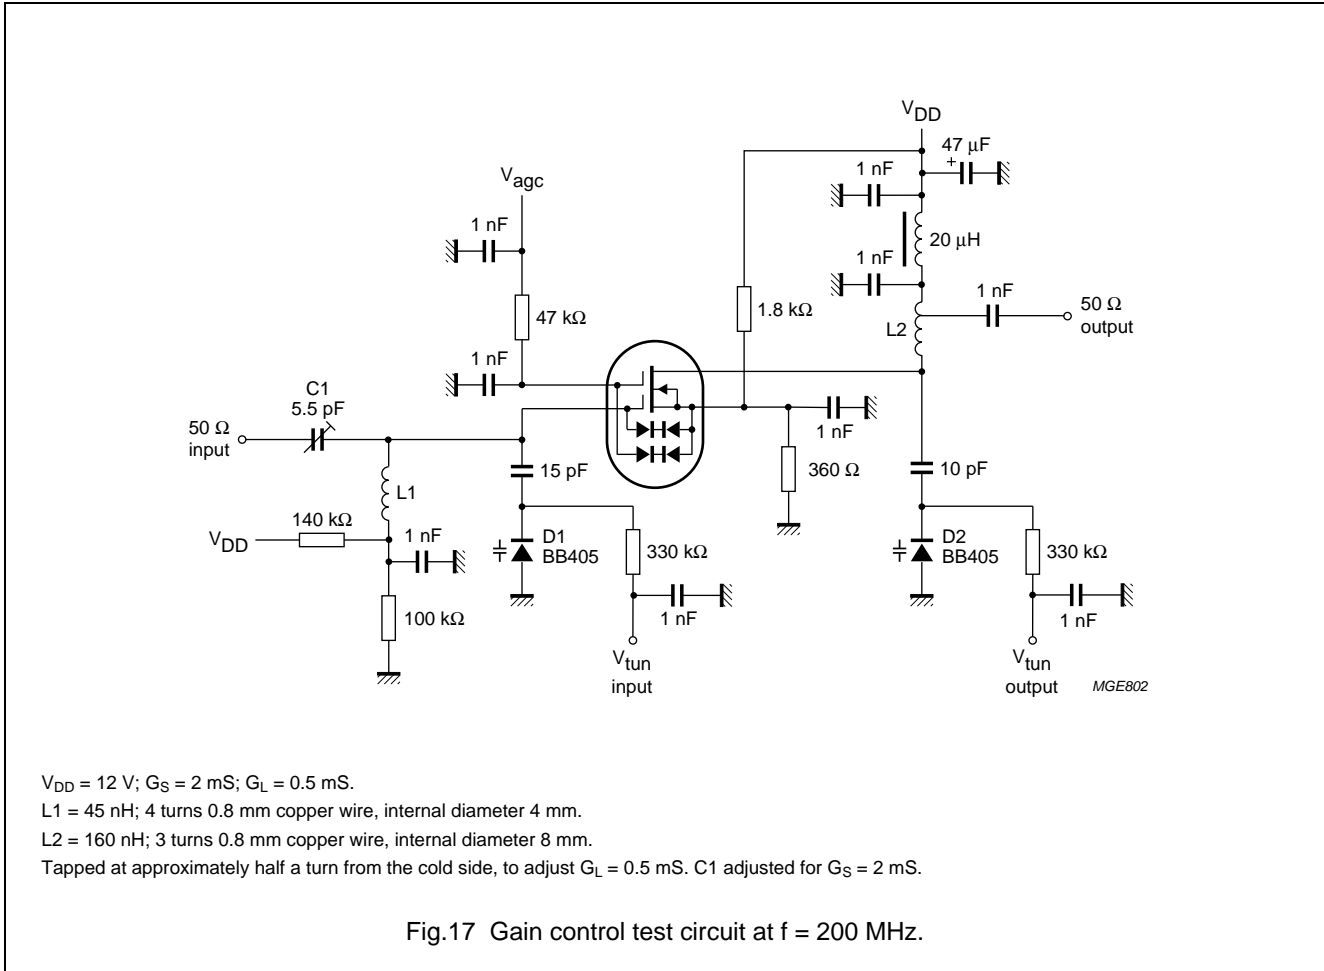 V_DD
47 μF
+
1 nF
V_agc
1 nF
20 μH
1 nF
1 nF
50 Ω
output
47 kΩ
1.8 kΩ
L2
1 nF
C1
5.5 pF
50 Ω
input
1 nF
15 pF
360 Ω
10 pF
L1
140 kΩ
V_DD
1 nF
D1
BB405
330 kΩ
D2
BB405
330 kΩ
100 kΩ
1 nF
1 nF
V_tun
input
V_tun
output
MGE802
V_DD = 12 V; G_S = 2 mS; G_L = 0.5 mS.
L1 = 45 nH; 4 turns 0.8 mm copper wire, internal diameter 4 mm.
L2 = 160 nH; 3 turns 0.8 mm copper wire, internal diameter 8 mm.
Tapped at approximately half a turn from the cold side, to adjust G_L = 0.5 mS. C1 adjusted for G_S = 2 mS.
Fig.17 Gain control test circuit at f = 200 MHz.